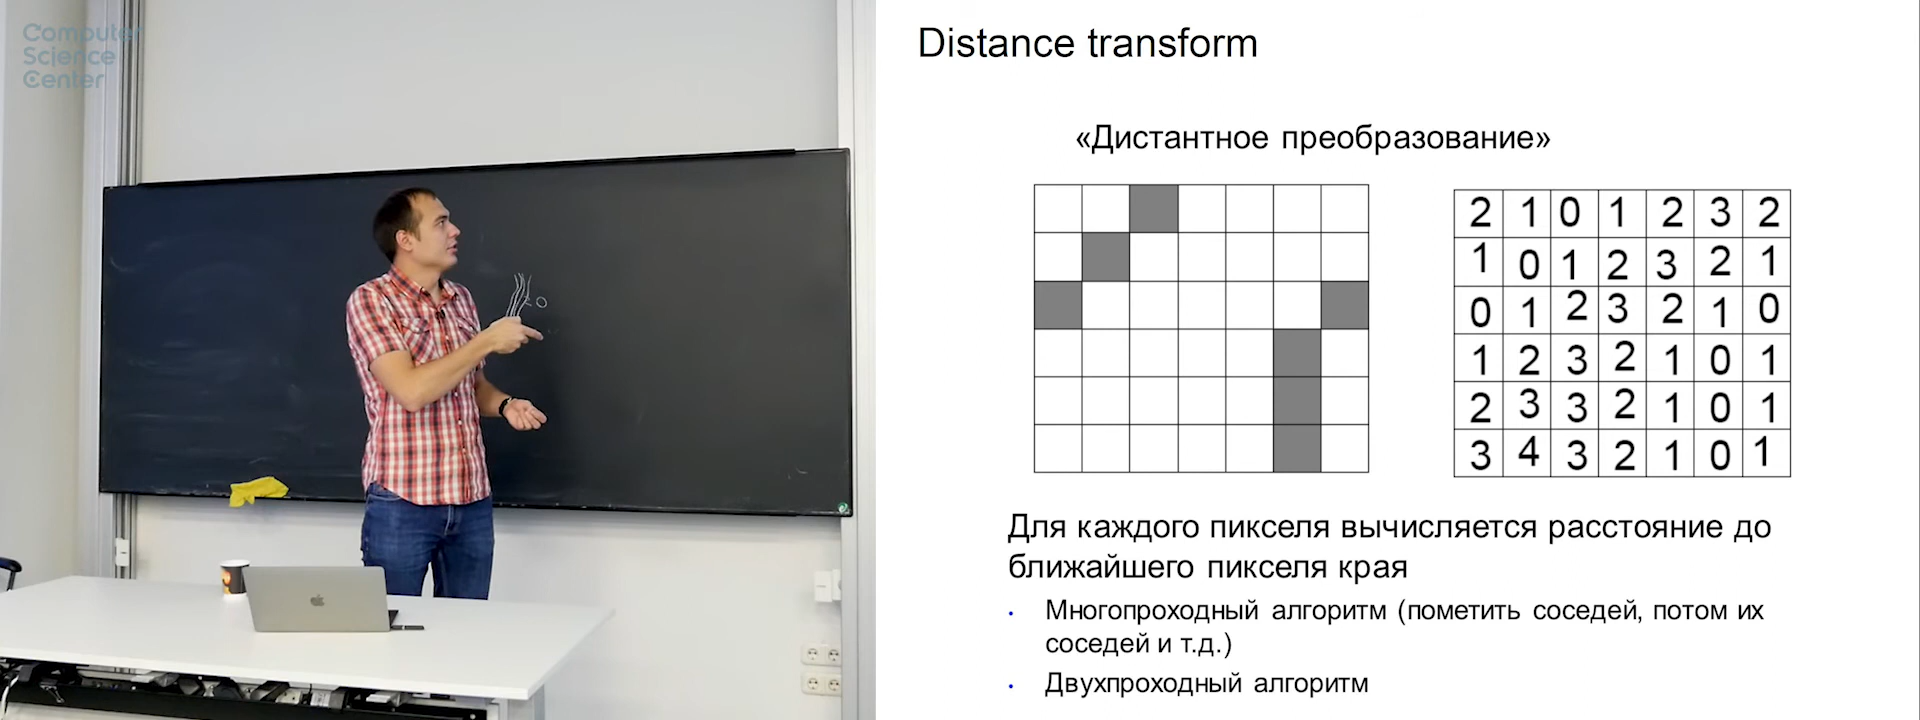 Computer
Science
Center
Distance transform
«Дистантное преобразование»
2 1 0 1 2 3 2
1 0 1 2 3 2 1
0 1 2 3 2 1 0
1 2 3 2 1 0 1
2 3 3 2 1 0 1
3 4 3 2 1 0 1
Для каждого пикселя вычисляется расстояние до
ближайшего пикселя края
• Многопроходный алгоритм (пометить соседей, потом их
соседей и т.д.)
• Двухпроходный алгоритм